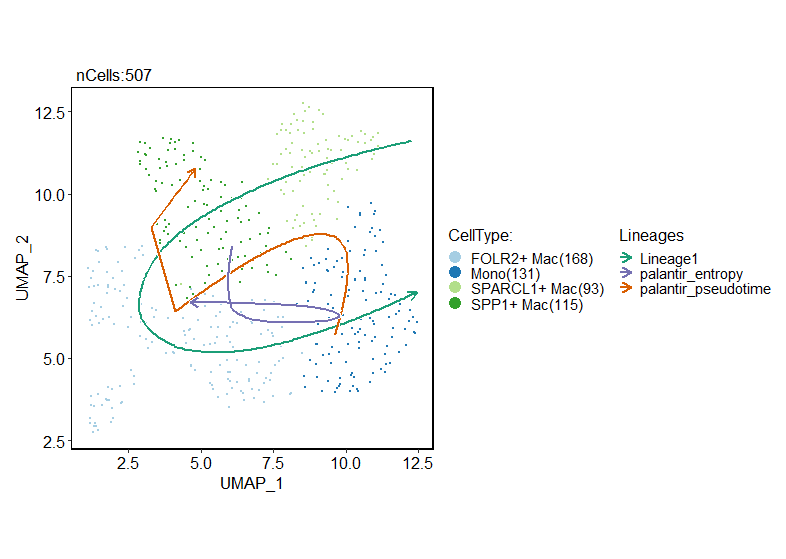 nCells:507
12.5
10.0
7.5
5.0
2.5
UMAP_2
2.5 5.0 7.5 10.0 12.5
UMAP_1
CellType:
FOLR2+ Mac(168)
Mono(131)
SPARCL1+ Mac(93)
SPP1+ Mac(115)
Lineages
Lineage1
palantir_entropy
palantir_pseudotime